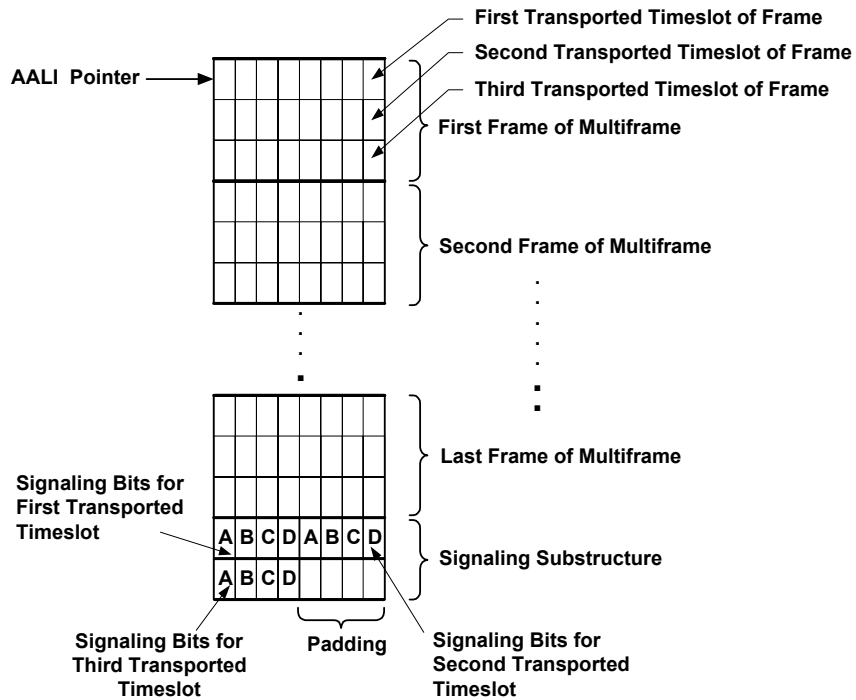 First Transported Timeslot of Frame
Second Transported Timeslot of Frame
AALI Pointer
Third Transported Timeslot of Frame
First Frame of Multiframe
Second Frame of Multiframe
Last Frame of Multiframe
Signaling Bits for
First Transported
Timeslot
A B C D A B C D
Signaling Substructure
A B C D
Signaling Bits for
Third Transported
Timeslot
Padding
Signaling Bits for
Second Transported
Timeslot